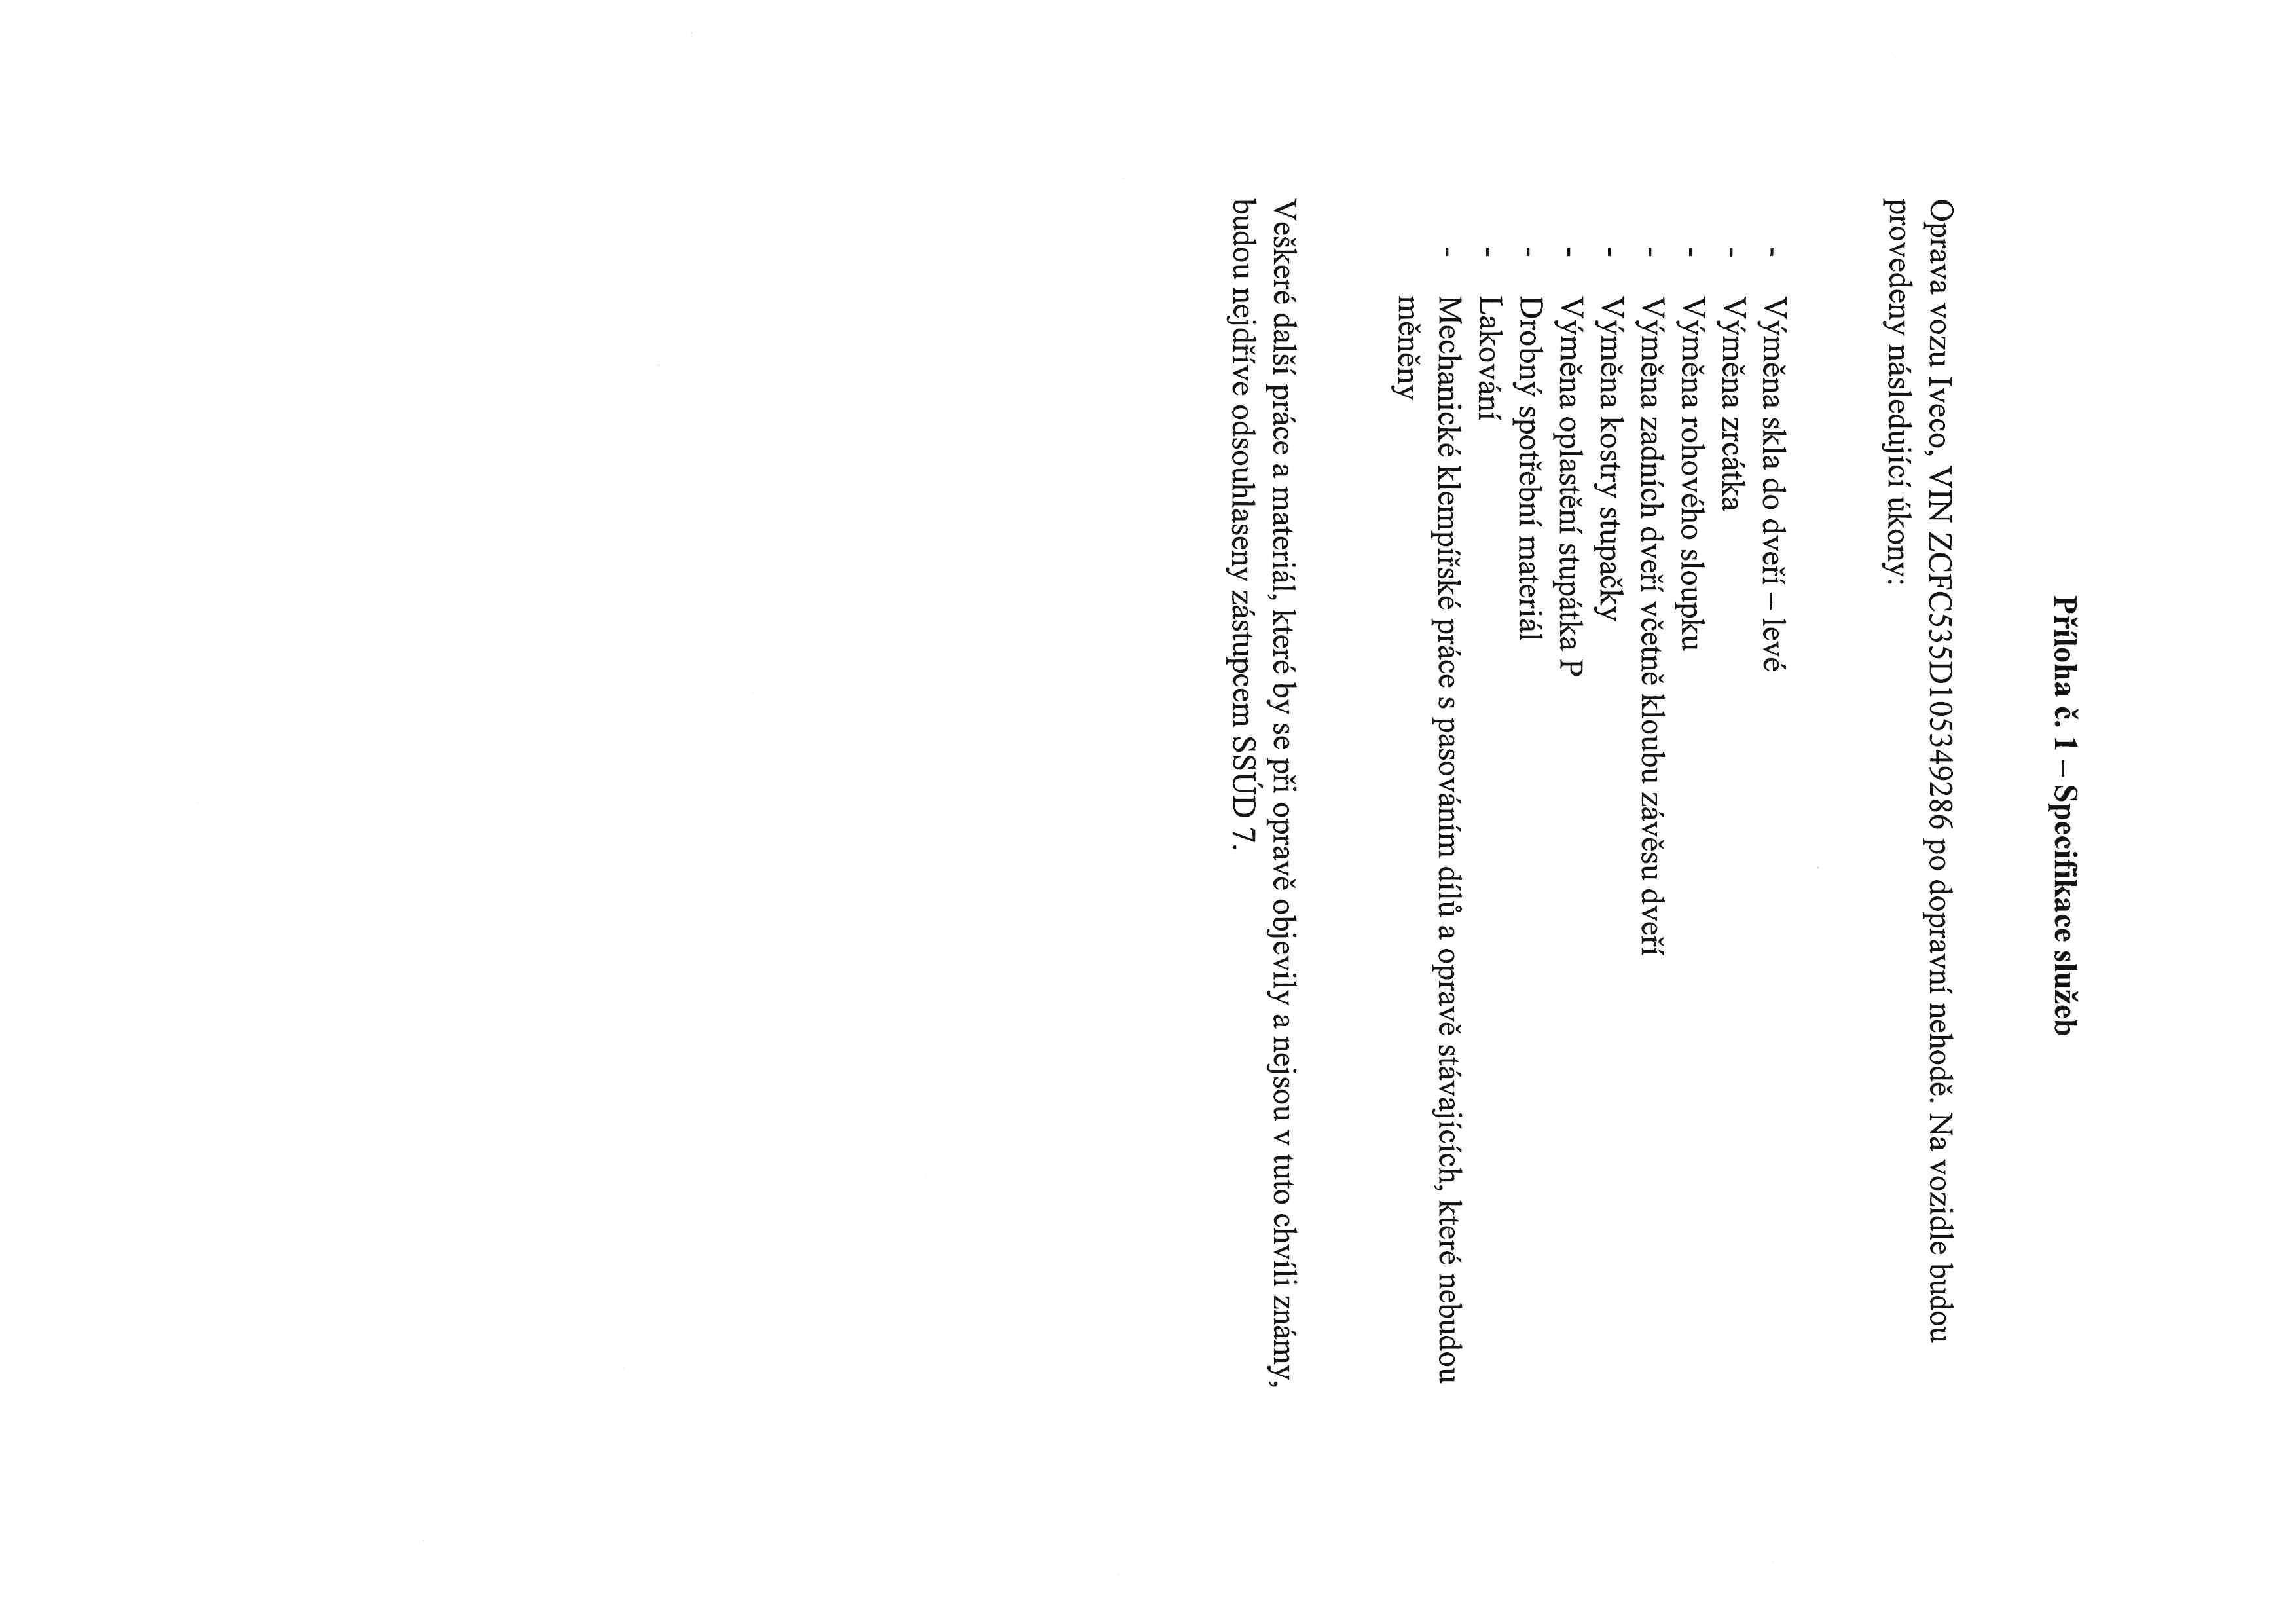 Příloha č. 1 – Specifikace služeb
Oprava vozu Iveco, VIN ZCFC535D105349286 po dopravní nehodě. Na vozidle budou
provedeny následující úkony:
- Výměna skla do dveří – levé
- Výměna zrcátka
- Výměna rohového sloupku
- Výměna zadních dveří včetně kloubu závěsu dveří
- Výměna kostry stupačky
- Výměna oplastění stupátka P
- Drobný spotřební materiál
- Lakování
- Mechanické klempířské práce s pasováním dílů a opravě stávajících, které nebudou
měněny
Veškeré další práce a materiál, které by se při opravě objevily a nejsou v tuto chvíli známy,
budou nejdříve odsouhlaseny zástupcem SSÚD 7.